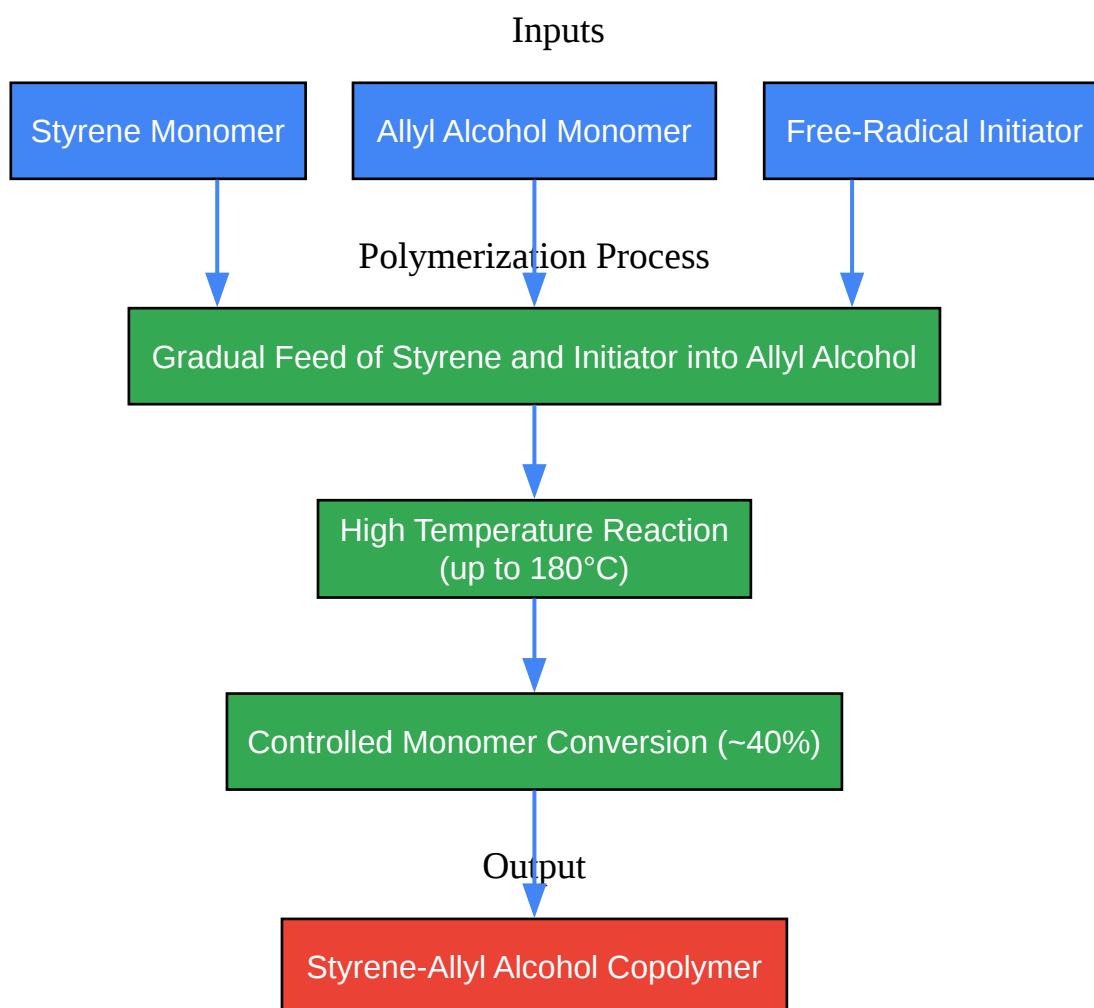 Inputs
Styrene Monomer
Allyl Alcohol Monomer
Free-Radical Initiator
Polymerization Process
Gradual Feed of Styrene and Initiator into Allyl Alcohol
High Temperature Reaction
(up to 180°C)
Controlled Monomer Conversion (~40%)
Output
Styrene-Allyl Alcohol Copolymer